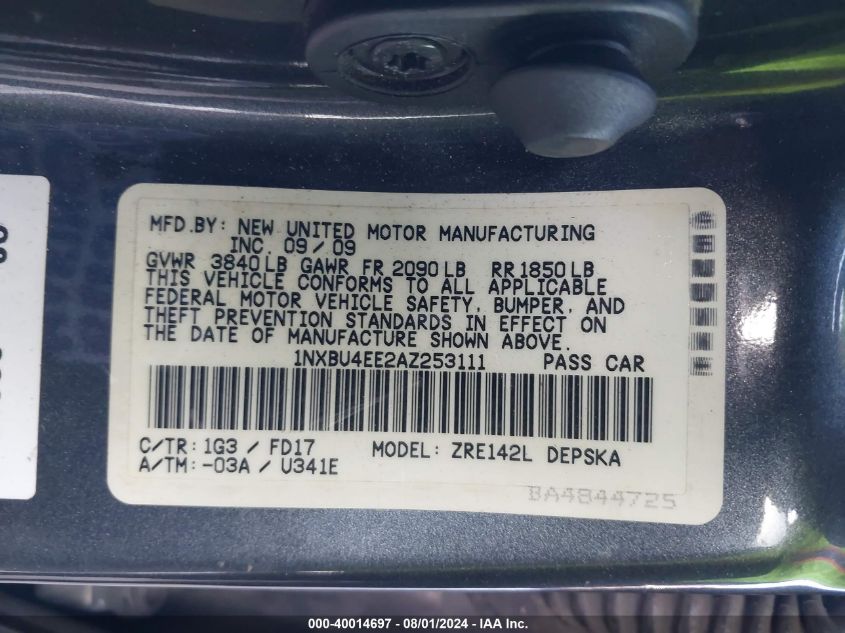 MFD.BY: NEW UNITED MOTOR MANUFACTURING
INC 09/09
GVWR 3840LB GAWR FR 2090LB RR 1850LB
THIS VEHICLE CONFORMS TO ALL APPLICABLE
FEDERAL MOTOR VEHICLE SAFETY, BUMPER, AND
THEFT PREVENTION STANDARDS IN EFFECT ON
THE DATE OF MANUFACTURE SHOWN ABOVE.
1NXBU4EE2AZ253111 PASS CAR
C/TR: 1G3 / FD17 MODEL: ZRE142L DEPSKA
A/TM: -03A / U341E
BA4844725
000-40014697 - 08/01/2024 - IAA Inc.